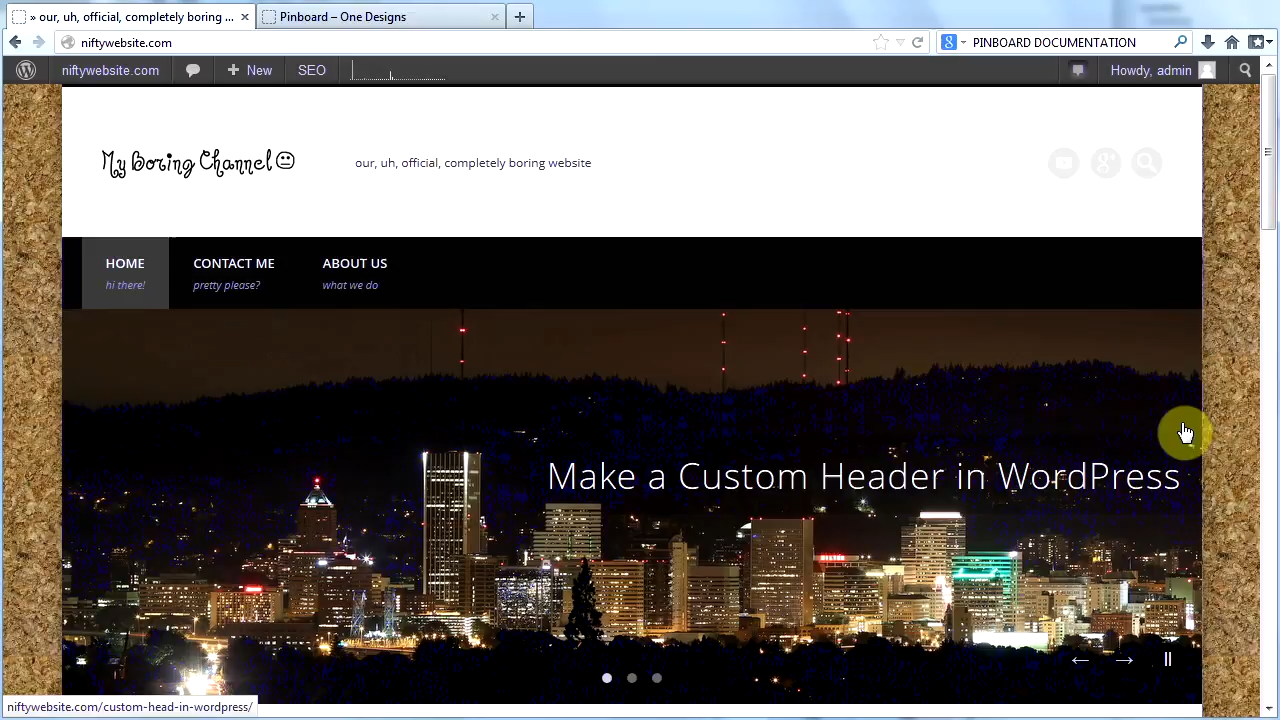 » our, uh, official, completely boring ...
Pinboard – One Designs
niftywebsite.com
PINBOARD DOCUMENTATION
niftywebsite.com
New
SEO
Howdy, admin
My Boring Channel
our, uh, official, completely boring website
HOME
CONTACT ME
ABOUT US
hi there!
pretty please?
what we do
Make a Custom Header in WordPress
niftywebsite.com/custom-head-in-wordpress/